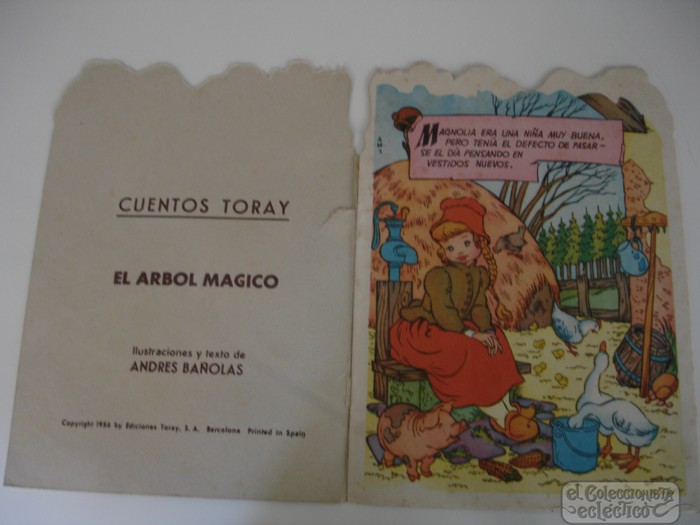 CUENTOS TORAY
EL ARBOL MAGICO
Ilustraciones y texto de
ANDRES BAÑOLAS
Copyright 1956 by Ediciones Toray, S. A. Barcelona Printed in Spain
MAGNOLIA ERA UNA NIÑA MUY BUENA,
PERO TENIA EL DEFECTO DE PASAR-
SE EL DIA PENSANDO EN
VESTIDOS NUEVOS.
el Coleccionista
ecléctico